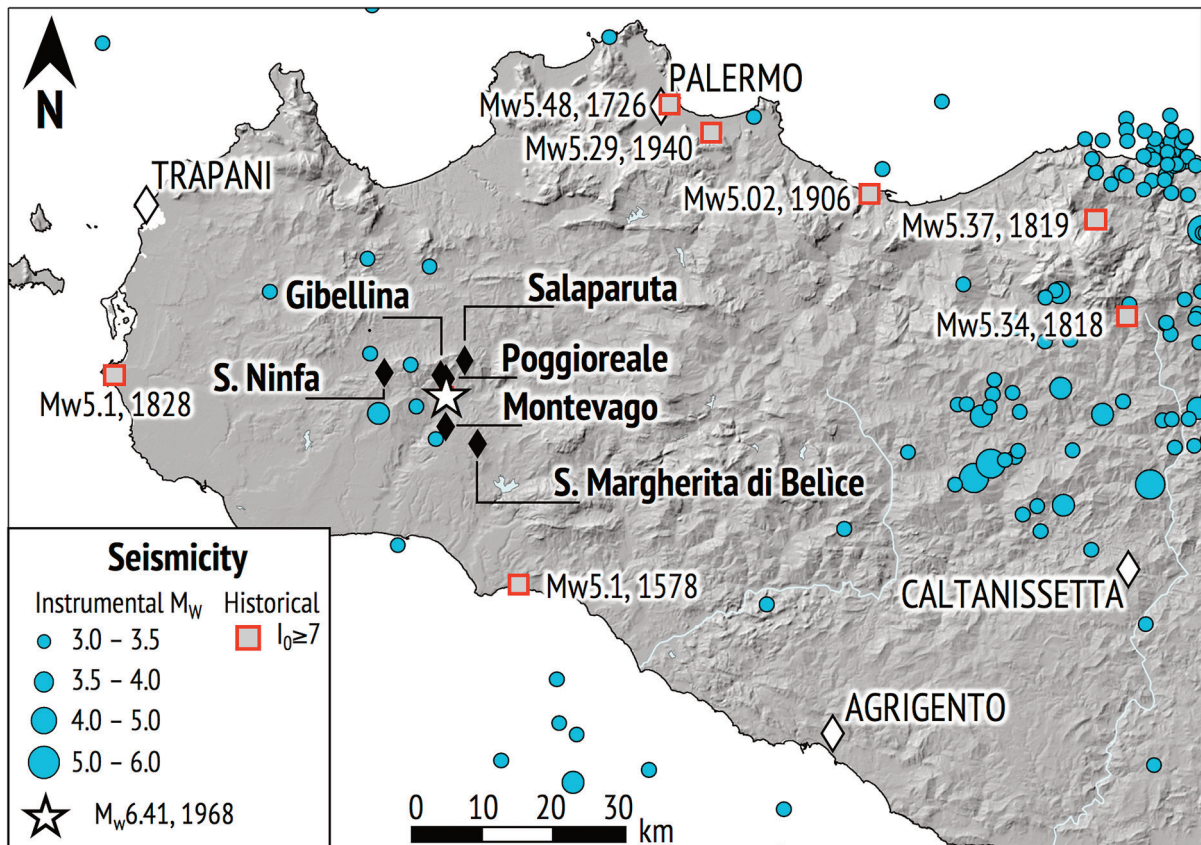 PALERMO
Mw5.48, 1726
Mw5.29, 1940
N
TRAPANI
Mw5.02, 1906
Mw5.37, 1819
Gibellina
Salaparuta
Mw5.34, 1818
Poggioreale
S. Ninfa
Mw5.1, 1828
Montevago
S. Margherita di Belìce
Mw5.1, 1578
CALTANISSETTA
AGRIGENTO
Seismicity
Instrumental Mw Historical
3.0 – 3.5 I₀≥7
3.5 – 4.0
4.0 – 5.0
5.0 – 6.0
Mw6.41, 1968
0 10 20 30
km